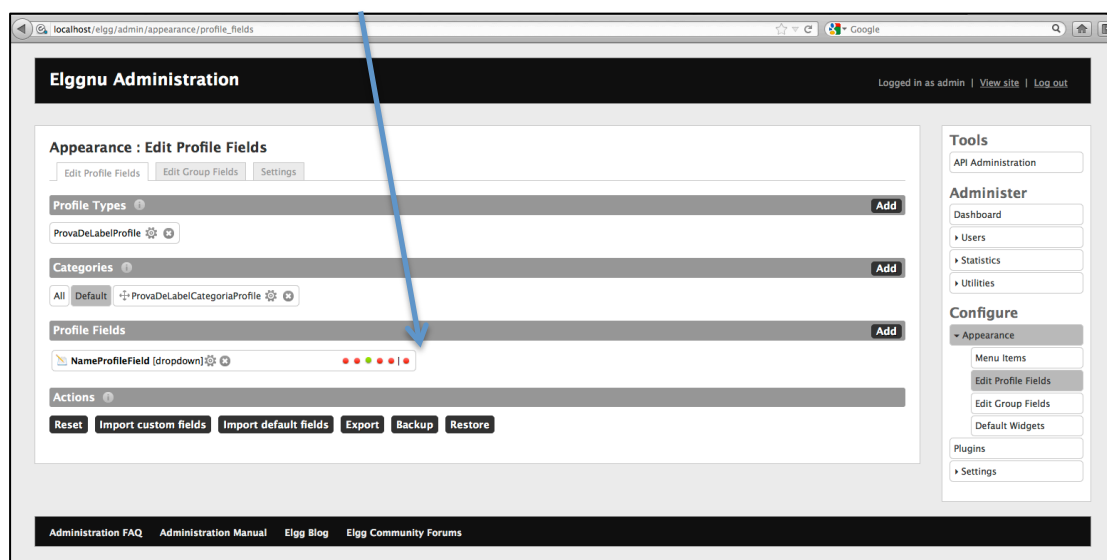 localhost/elgg/admin/appearance/profile_fields
Google
Elggnu Administration
Logged in as admin | View site | Log out
Appearance : Edit Profile Fields
Edit Profile Fields Edit Group Fields Settings
Profile Types Add
ProvaDeLabelProfile
Categories Add
All Default ProvaDeLabelCategoriaProfile
Profile Fields Add
NameProfileField [dropdown]
Actions
Reset Import custom fields Import default fields Export Backup Restore
Tools
API Administration
Administer
Dashboard
Users
Statistics
Utilities
Configure
Appearance
Menu Items
Edit Profile Fields
Edit Group Fields
Default Widgets
Plugins
Settings
Administration FAQ Administration Manual Elgg Blog Elgg Community Forums